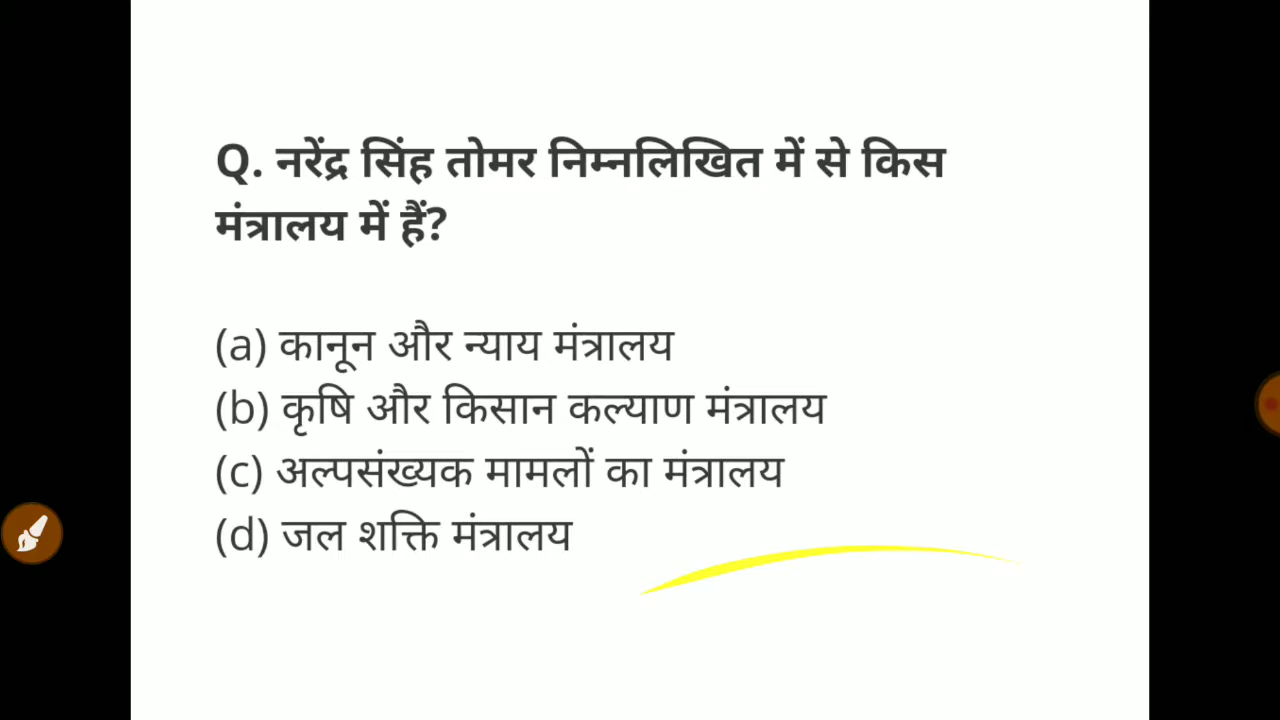 Q. नरेंद्र सिंह तोमर निम्नलिखित में से किस
मंत्रालय में हैं?
(a) कानून और न्याय मंत्रालय
(b) कृषि और किसान कल्याण मंत्रालय
(c) अल्पसंख्यक मामलों का मंत्रालय
(d) जल शक्ति मंत्रालय